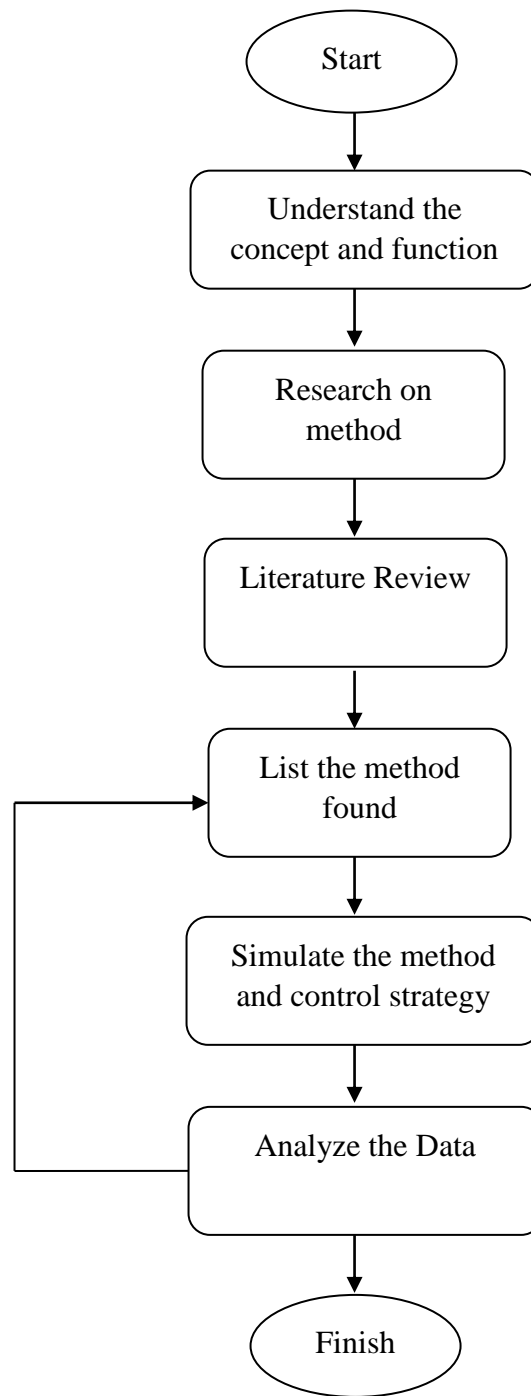 Start
Understand the
concept and function
Research on
method
Literature Review
List the method
found
Simulate the method
and control strategy
Analyze the Data
Finish